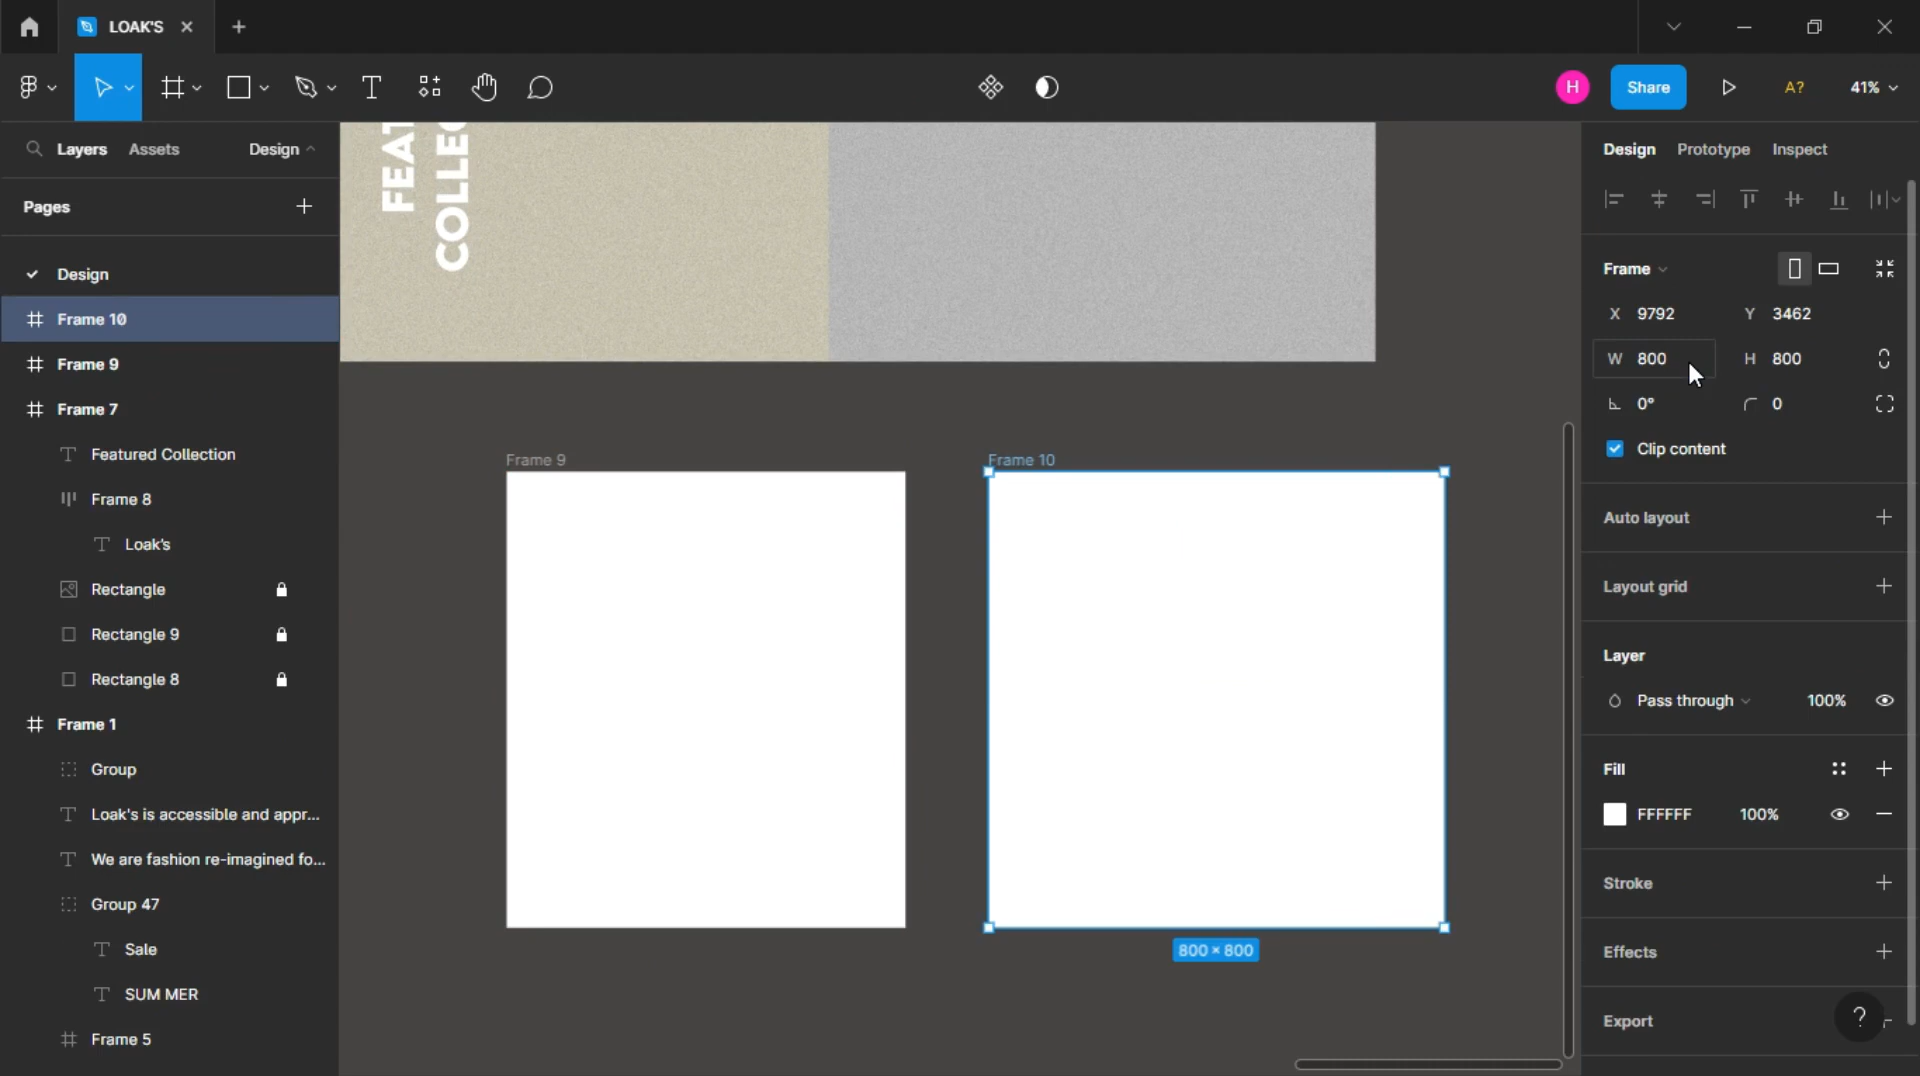 LOAK'S
H
Share
A?
41%
Layers
Assets
Design
Pages
Design
Frame 10
Frame 9
Frame 7
Featured Collection
Frame 8
Loak's
Rectangle
Rectangle 9
Rectangle 8
Frame 1
Group
Loak's is accessible and appr...
We are fashion re-imagined fo...
Group 47
Sale
SUM MER
Frame 5
FEAT
COLLEC
Frame 9
Frame 10
800 × 800
Design
Prototype
Inspect
Frame
X 9792
Y 3462
W 800
H 800
0°
0
Clip content
Auto layout
Layout grid
Layer
Pass through
100%
Fill
FFFFFF
100%
Stroke
Effects
Export
?